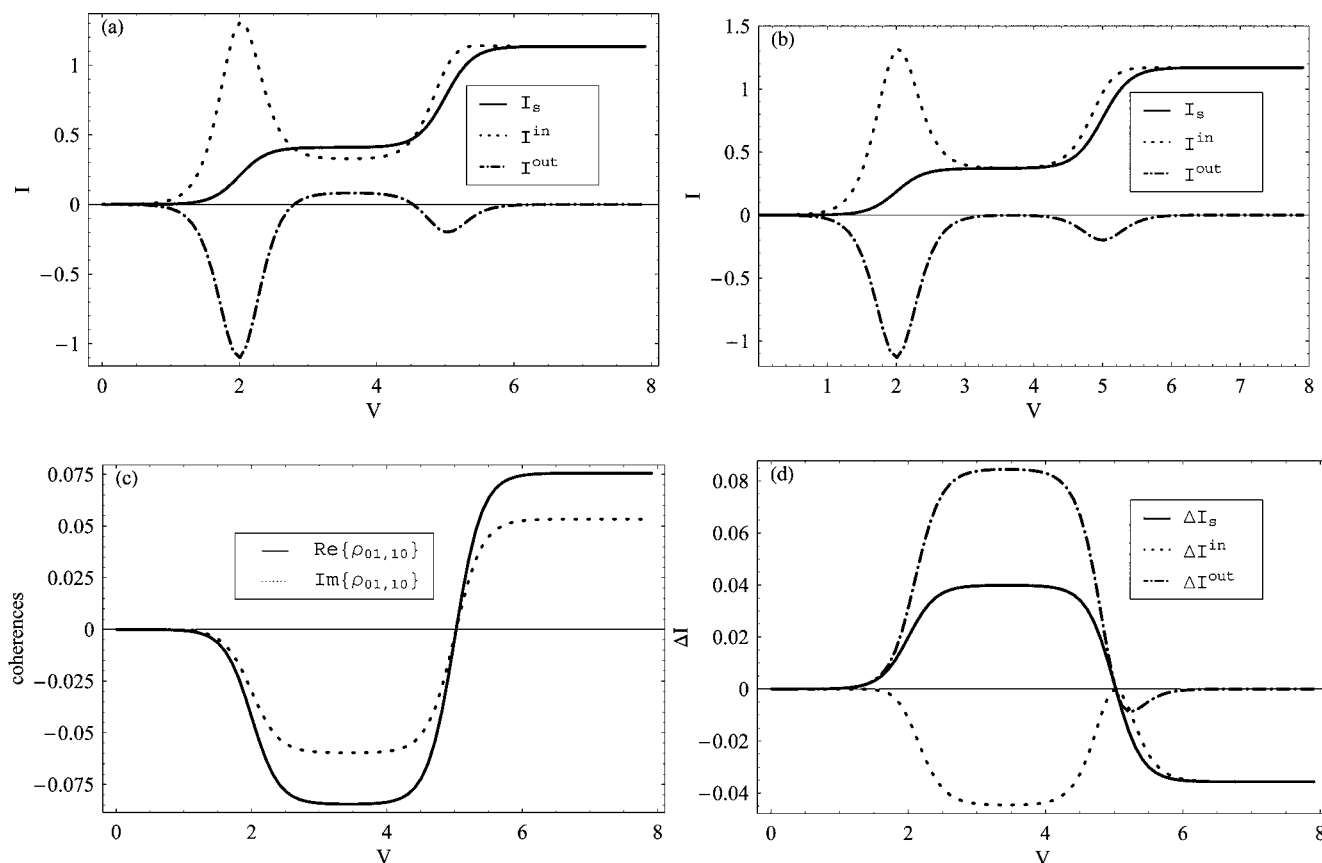 (a)
1
0.5
0
−0.5
−1
I
I_s
I^in
I^out
0 2 4 6 8
V
(b)
1.5
1
0.5
0
−0.5
−1
I
I_s
I^in
I^out
1 2 3 4 5 6 7 8
V
(c)
0.075
0.05
0.025
0
−0.025
−0.05
−0.075
coherences
Re{ρ_01,10}
Im{ρ_01,10}
0 2 4 6 8
V
(d)
0.08
0.06
0.04
0.02
0
−0.02
−0.04
ΔI
ΔI_s
ΔI^in
ΔI^out
0 2 4 6 8
V